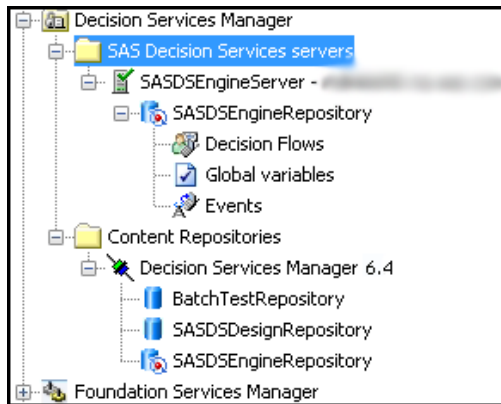 Decision Services Manager
SAS Decision Services servers
SASDSEngineServer -
SASDSEngineRepository
Decision Flows
Global variables
Events
Content Repositories
Decision Services Manager 6.4
BatchTestRepository
SASDSDesignRepository
SASDSEngineRepository
Foundation Services Manager